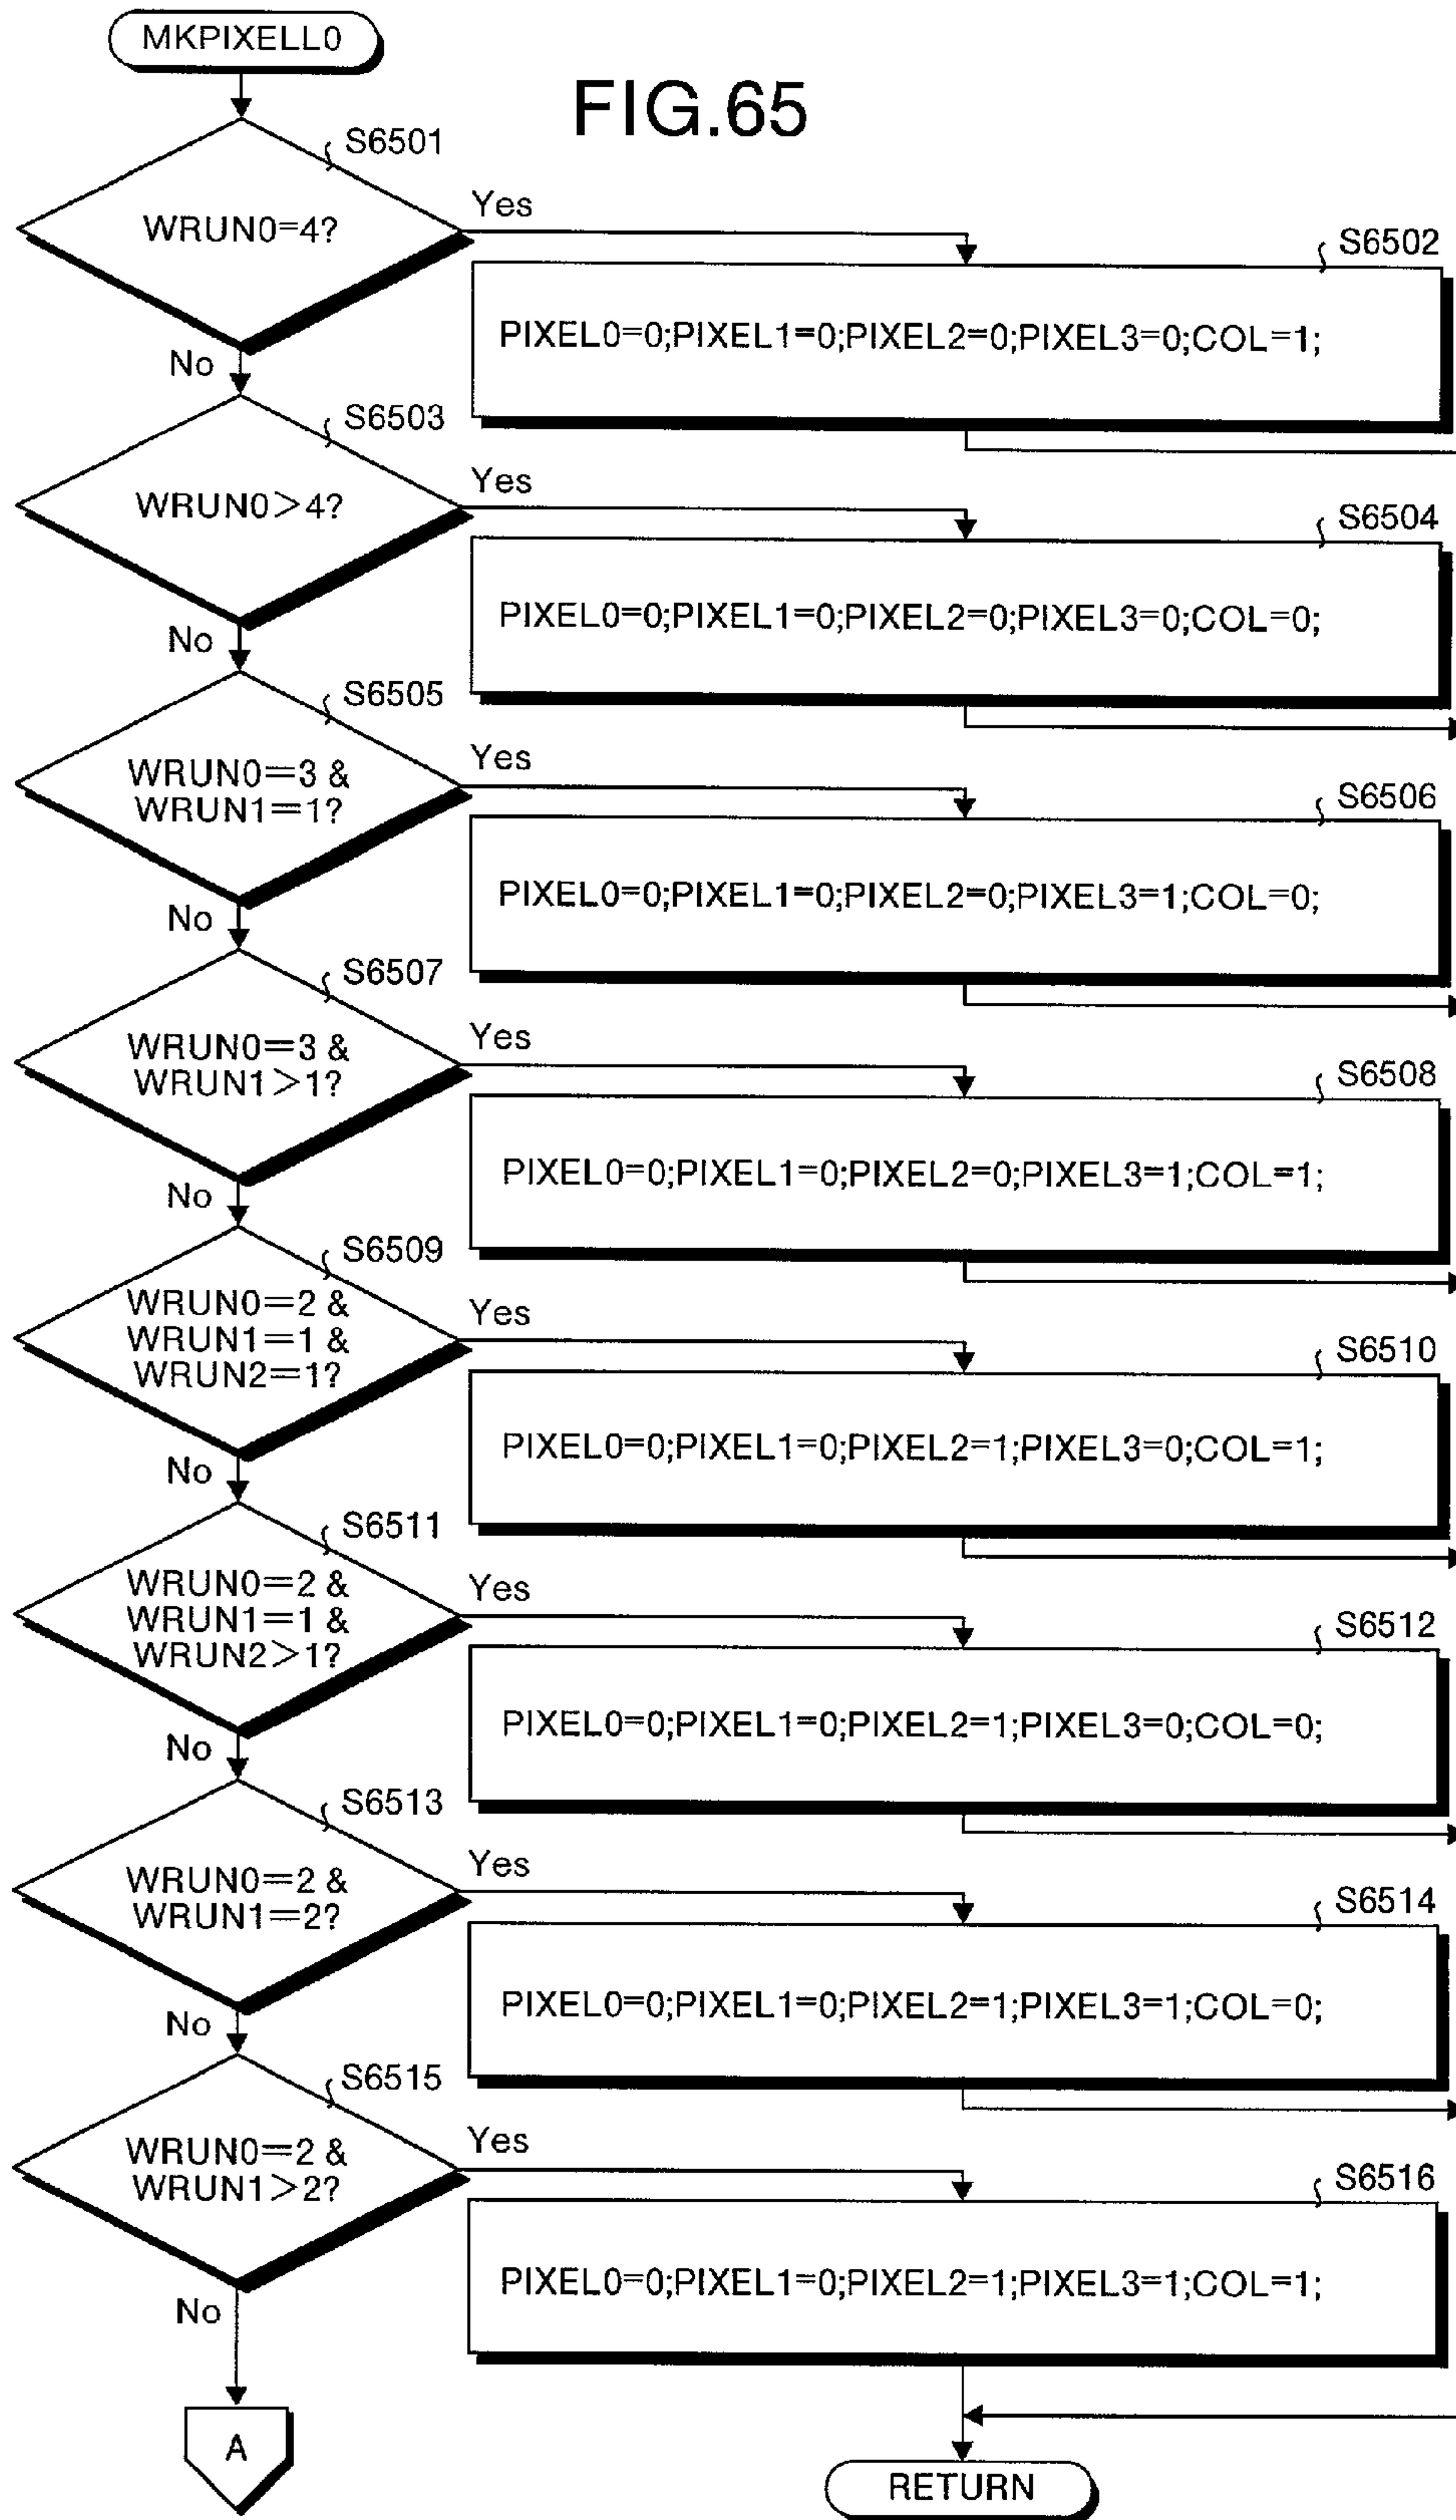 MKPIXELL0
FIG.65
S6501
WRUN0=4?
Yes
S6502
PIXEL0=0;PIXEL1=0;PIXEL2=0;PIXEL3=0;COL=1;
No
S6503
WRUN0>4?
Yes
S6504
PIXEL0=0;PIXEL1=0;PIXEL2=0;PIXEL3=0;COL=0;
No
S6505
WRUN0=3 &
WRUN1=1?
Yes
S6506
PIXEL0=0;PIXEL1=0;PIXEL2=0;PIXEL3=1;COL=0;
No
S6507
WRUN0=3 &
WRUN1>1?
Yes
S6508
PIXEL0=0;PIXEL1=0;PIXEL2=0;PIXEL3=1;COL=1;
No
S6509
WRUN0=2 &
WRUN1=1 &
WRUN2=1?
Yes
S6510
PIXEL0=0;PIXEL1=0;PIXEL2=1;PIXEL3=0;COL=1;
No
S6511
WRUN0=2 &
WRUN1=1 &
WRUN2>1?
Yes
S6512
PIXEL0=0;PIXEL1=0;PIXEL2=1;PIXEL3=0;COL=0;
No
S6513
WRUN0=2 &
WRUN1=2?
Yes
S6514
PIXEL0=0;PIXEL1=0;PIXEL2=1;PIXEL3=1;COL=0;
No
S6515
WRUN0=2 &
WRUN1>2?
Yes
S6516
PIXEL0=0;PIXEL1=0;PIXEL2=1;PIXEL3=1;COL=1;
No
A
RETURN